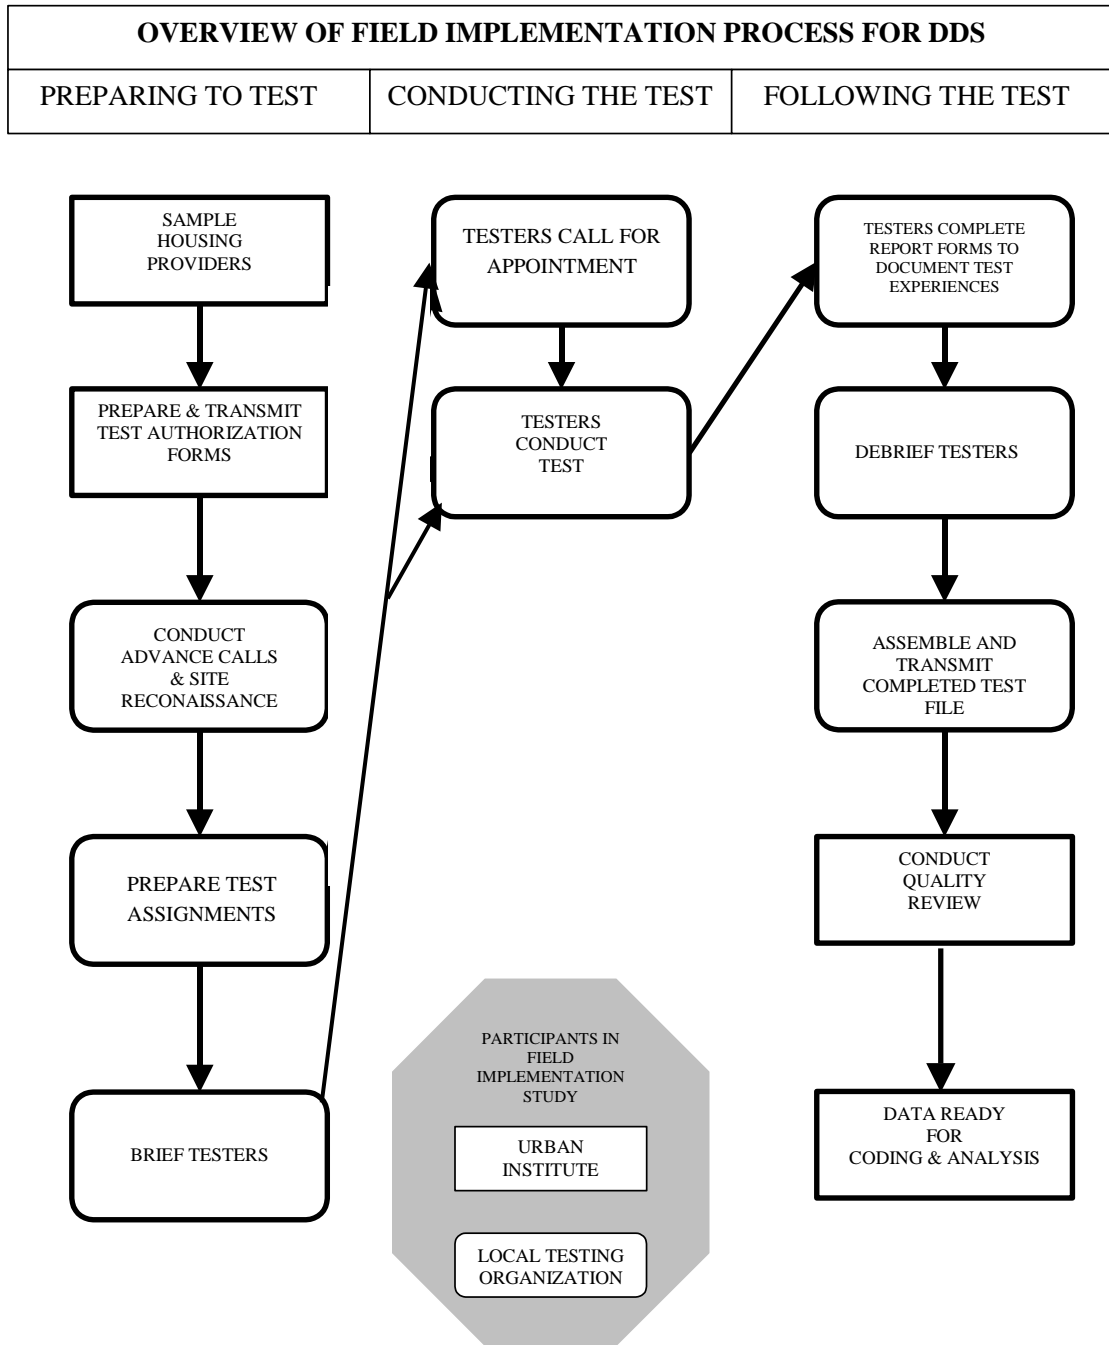 OVERVIEW OF FIELD IMPLEMENTATION PROCESS FOR DDS
PREPARING TO TEST
CONDUCTING THE TEST
FOLLOWING THE TEST
SAMPLE
HOUSING
PROVIDERS
PREPARE & TRANSMIT
TEST AUTHORIZATION
FORMS
CONDUCT
ADVANCE CALLS
& SITE
RECONAISSANCE
PREPARE TEST
ASSIGNMENTS
BRIEF TESTERS
TESTERS CALL FOR
APPOINTMENT
TESTERS
CONDUCT
TEST
TESTERS COMPLETE
REPORT FORMS TO
DOCUMENT TEST
EXPERIENCES
DEBRIEF TESTERS
ASSEMBLE AND
TRANSMIT
COMPLETED TEST
FILE
CONDUCT
QUALITY
REVIEW
DATA READY
FOR
CODING & ANALYSIS
PARTICIPANTS IN
FIELD
IMPLEMENTATION
STUDY
URBAN
INSTITUTE
LOCAL TESTING
ORGANIZATION